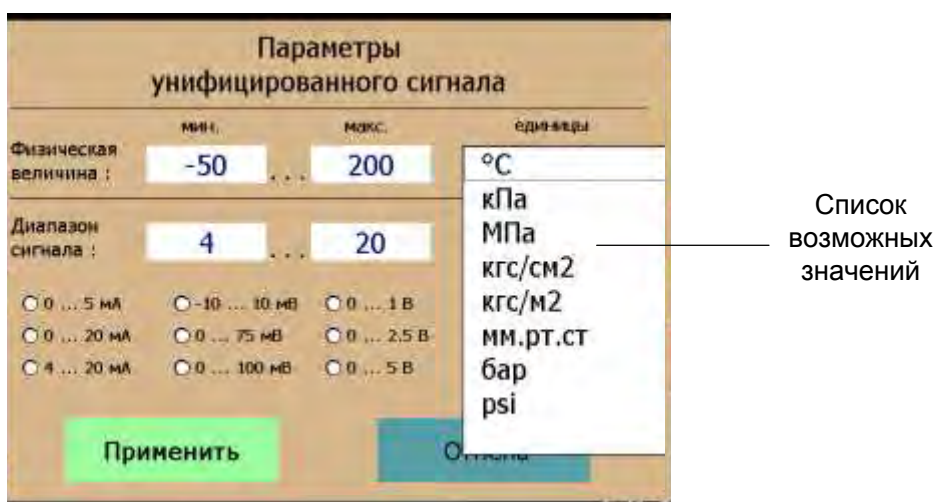 Параметры
унифицированного сигнала
мин. макс. единицы
Физическая
величина : -50 ... 200 °C
кПа
МПа
кгс/см2
кгс/м2
мм.рт.ст
бар
psi
Диапазон
сигнала : 4 ... 20
0 ... 5 мА -10 ... 10 мВ 0 ... 1 В
0 ... 20 мА 0 ... 75 мВ 0 ... 2.5 В
4 ... 20 мА 0 ... 100 мВ 0 ... 5 В
Применить
Список
возможных
значений